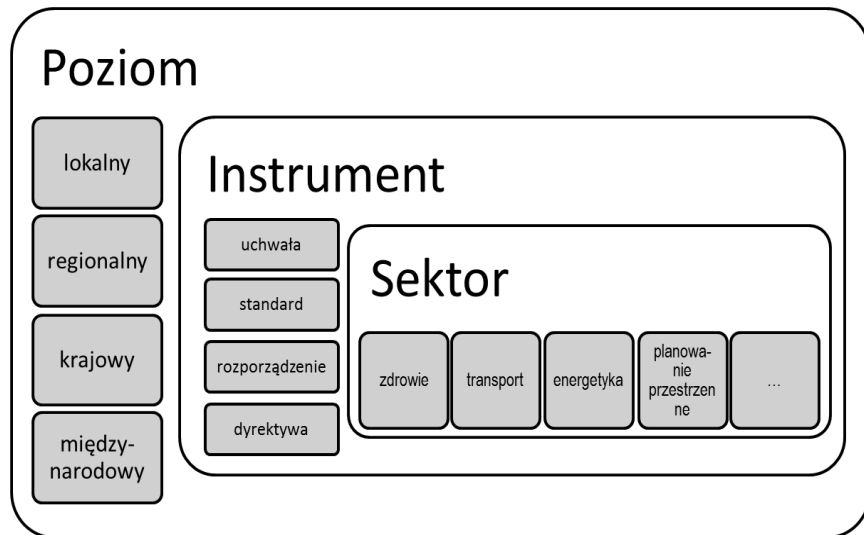 Poziom
lokalny
regionalny
krajowy
między-
narodowy
Instrument
uchwała
standard
rozporządzenie
dyrektywa
Sektor
zdrowie
transport
energetyka
planowa-
nie
przestrzen
ne
...